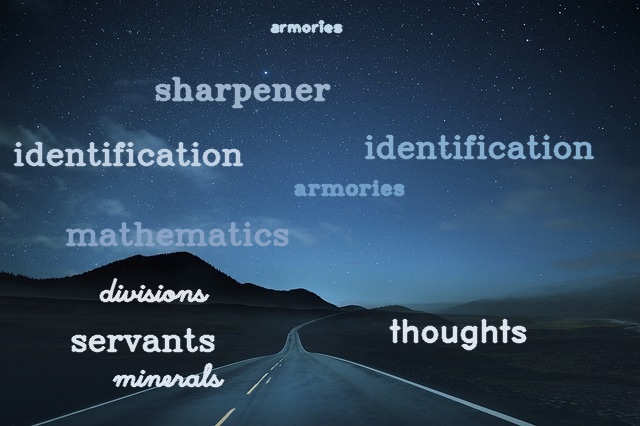 armories
sharpener
identification
identification
armories
mathematics
divisions
thoughts
servants
minerals